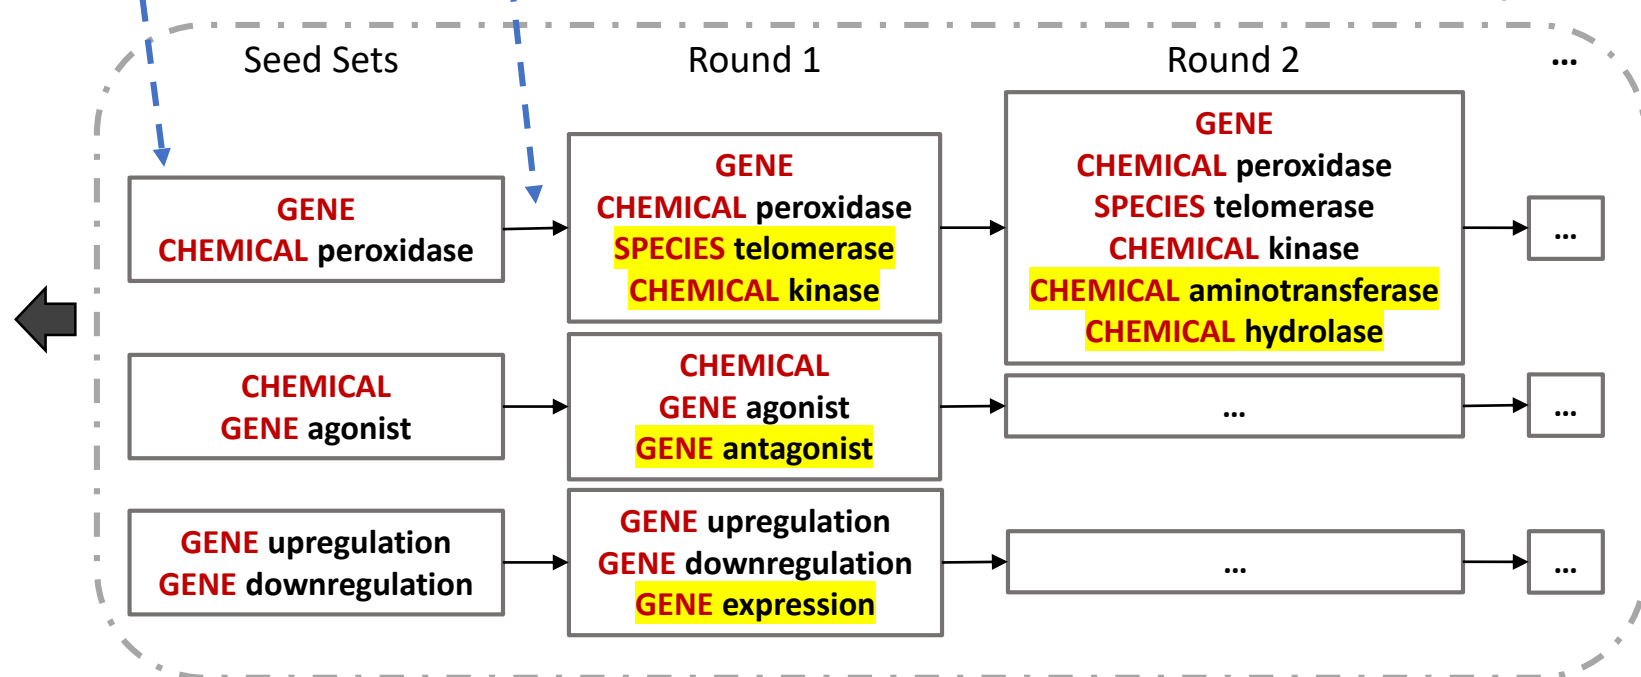 Seed Sets
Round 1
Round 2
...
GENE
CHEMICAL peroxidase
GENE
CHEMICAL peroxidase
SPECIES telomerase
CHEMICAL kinase
GENE
CHEMICAL peroxidase
SPECIES telomerase
CHEMICAL kinase
CHEMICAL aminotransferase
CHEMICAL hydrolase
...
CHEMICAL
GENE agonist
CHEMICAL
GENE agonist
GENE antagonist
...
...
GENE upregulation
GENE downregulation
GENE upregulation
GENE downregulation
GENE expression
...
...